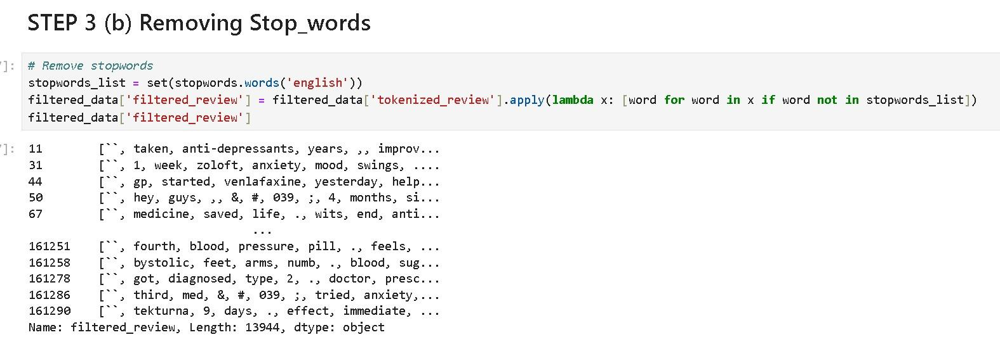 STEP 3 (b) Removing Stop_words
]: # Remove stopwords
stopwords_list = set(stopwords.words('english'))
filtered_data['filtered_review'] = filtered_data['tokenized_review'].apply(lambda x: [word for word in x if word not in stopwords_list])
filtered_data['filtered_review']
]: 11 [``, taken, anti-depressants, years, ,, improv...
31 [``, 1, week, zoloft, anxiety, mood, swings, ....
44 [``, gp, started, venlafaxine, yesterday, help...
50 [``, hey, guys, ,, &, #, 039, ;, 4, months, si...
67 [``, medicine, saved, life, ., wits, end, anti...
...
161251 [``, fourth, blood, pressure, pill, ., feels, ...
161258 [``, bystolic, feet, arms, numb, ., blood, sug...
161278 [``, got, diagnosed, type, 2, ., doctor, presc...
161286 [``, third, med, &, #, 039, ;, tried, anxiety,...
161290 [``, tekturna, 9, days, ., effect, immediate, ...
Name: filtered_review, Length: 13944, dtype: object